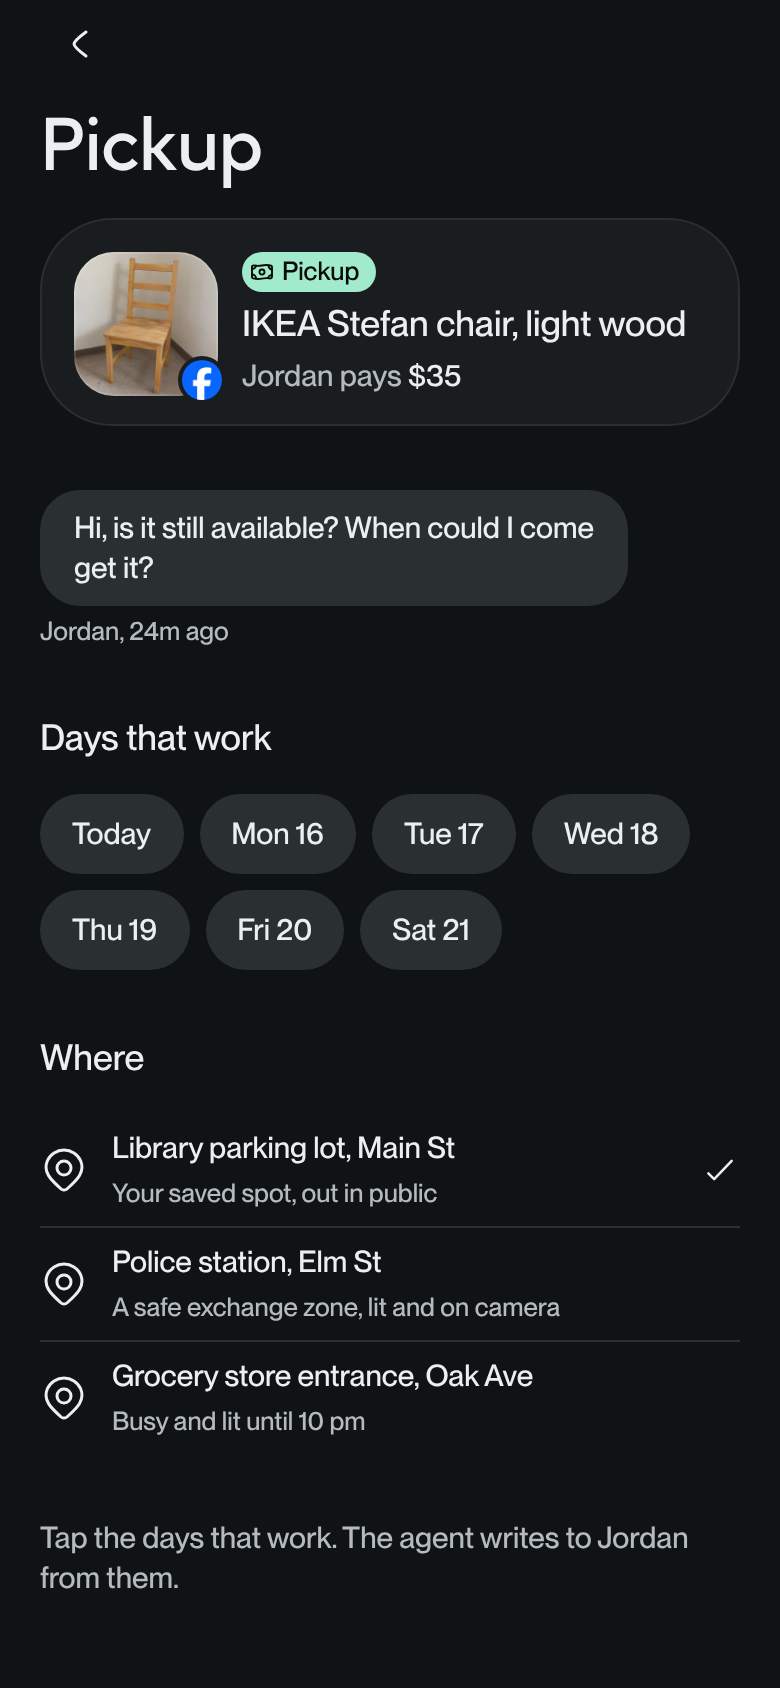 Pickup
Pickup
IKEA Stefan chair, light wood
Jordan pays $35
Hi, is it still available? When could I come
get it?
Jordan, 24m ago
Days that work
Today
Mon 16
Tue 17
Wed 18
Thu 19
Fri 20
Sat 21
Where
Library parking lot, Main St
Your saved spot, out in public
Police station, Elm St
A safe exchange zone, lit and on camera
Grocery store entrance, Oak Ave
Busy and lit until 10 pm
Tap the days that work. The agent writes to Jordan
from them.